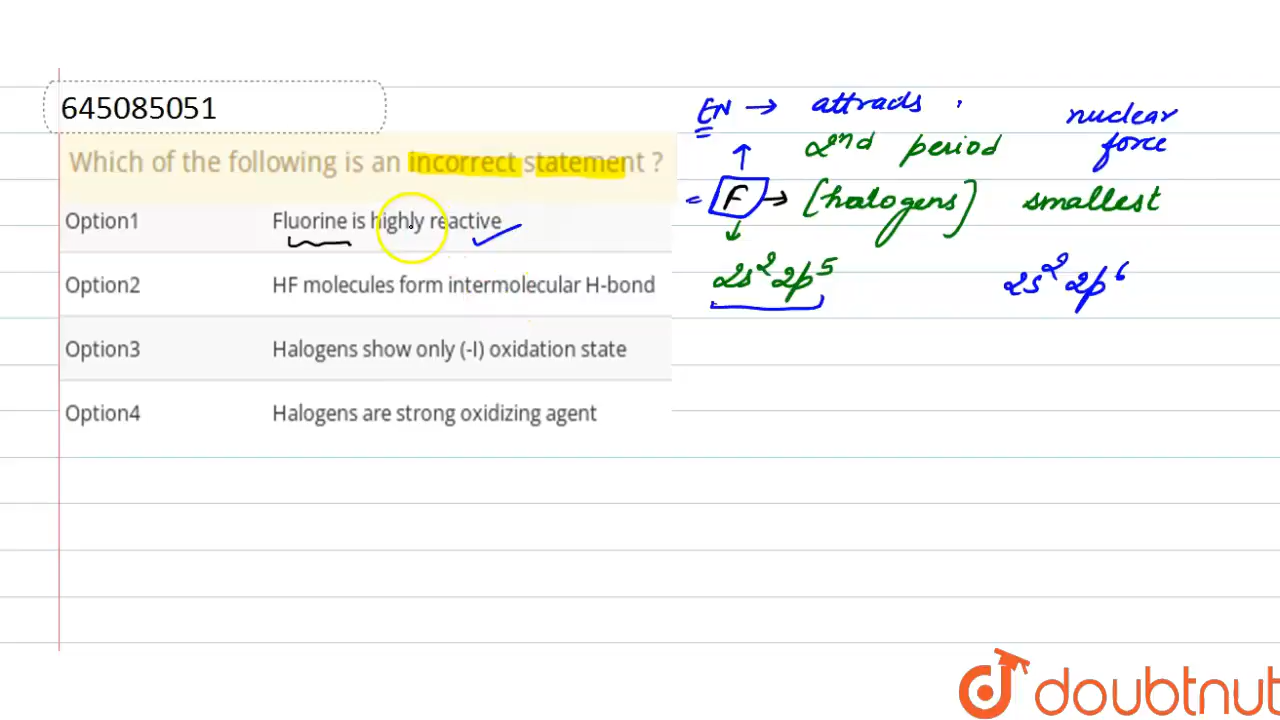 645085051
Which of the following is an incorrect statement ?
Option1 Fluorine is highly reactive
Option2 HF molecules form intermolecular H-bond
Option3 Halogens show only (-I) oxidation state
Option4 Halogens are strong oxidizing agent
EN → attracts
nuclear force
2nd period
F → [halogens] smallest
2s² 2p⁵ 2s² 2p⁶
doubtnut